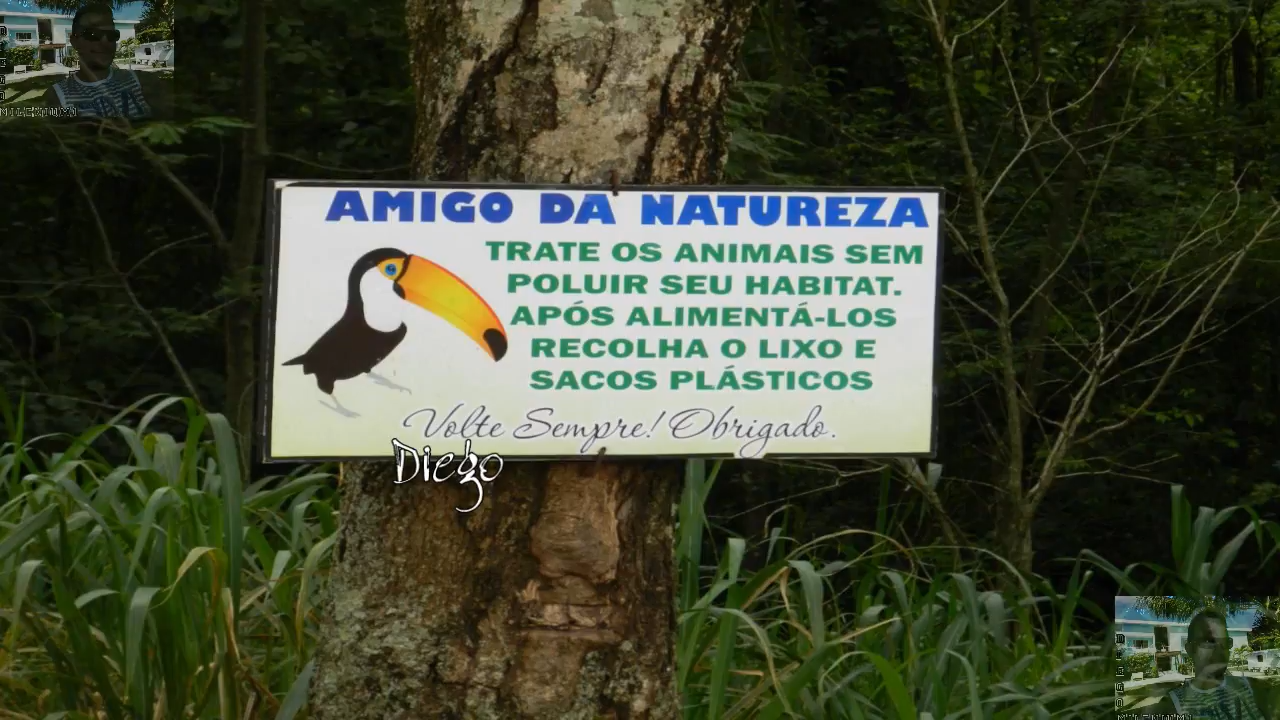 AMIGO DA NATUREZA
TRATE OS ANIMAIS SEM
POLUIR SEU HABITAT.
APÓS ALIMENTÁ-LOS
RECOLHA O LIXO E
SACOS PLÁSTICOS
Volte Sempre! Obrigado.
Diego